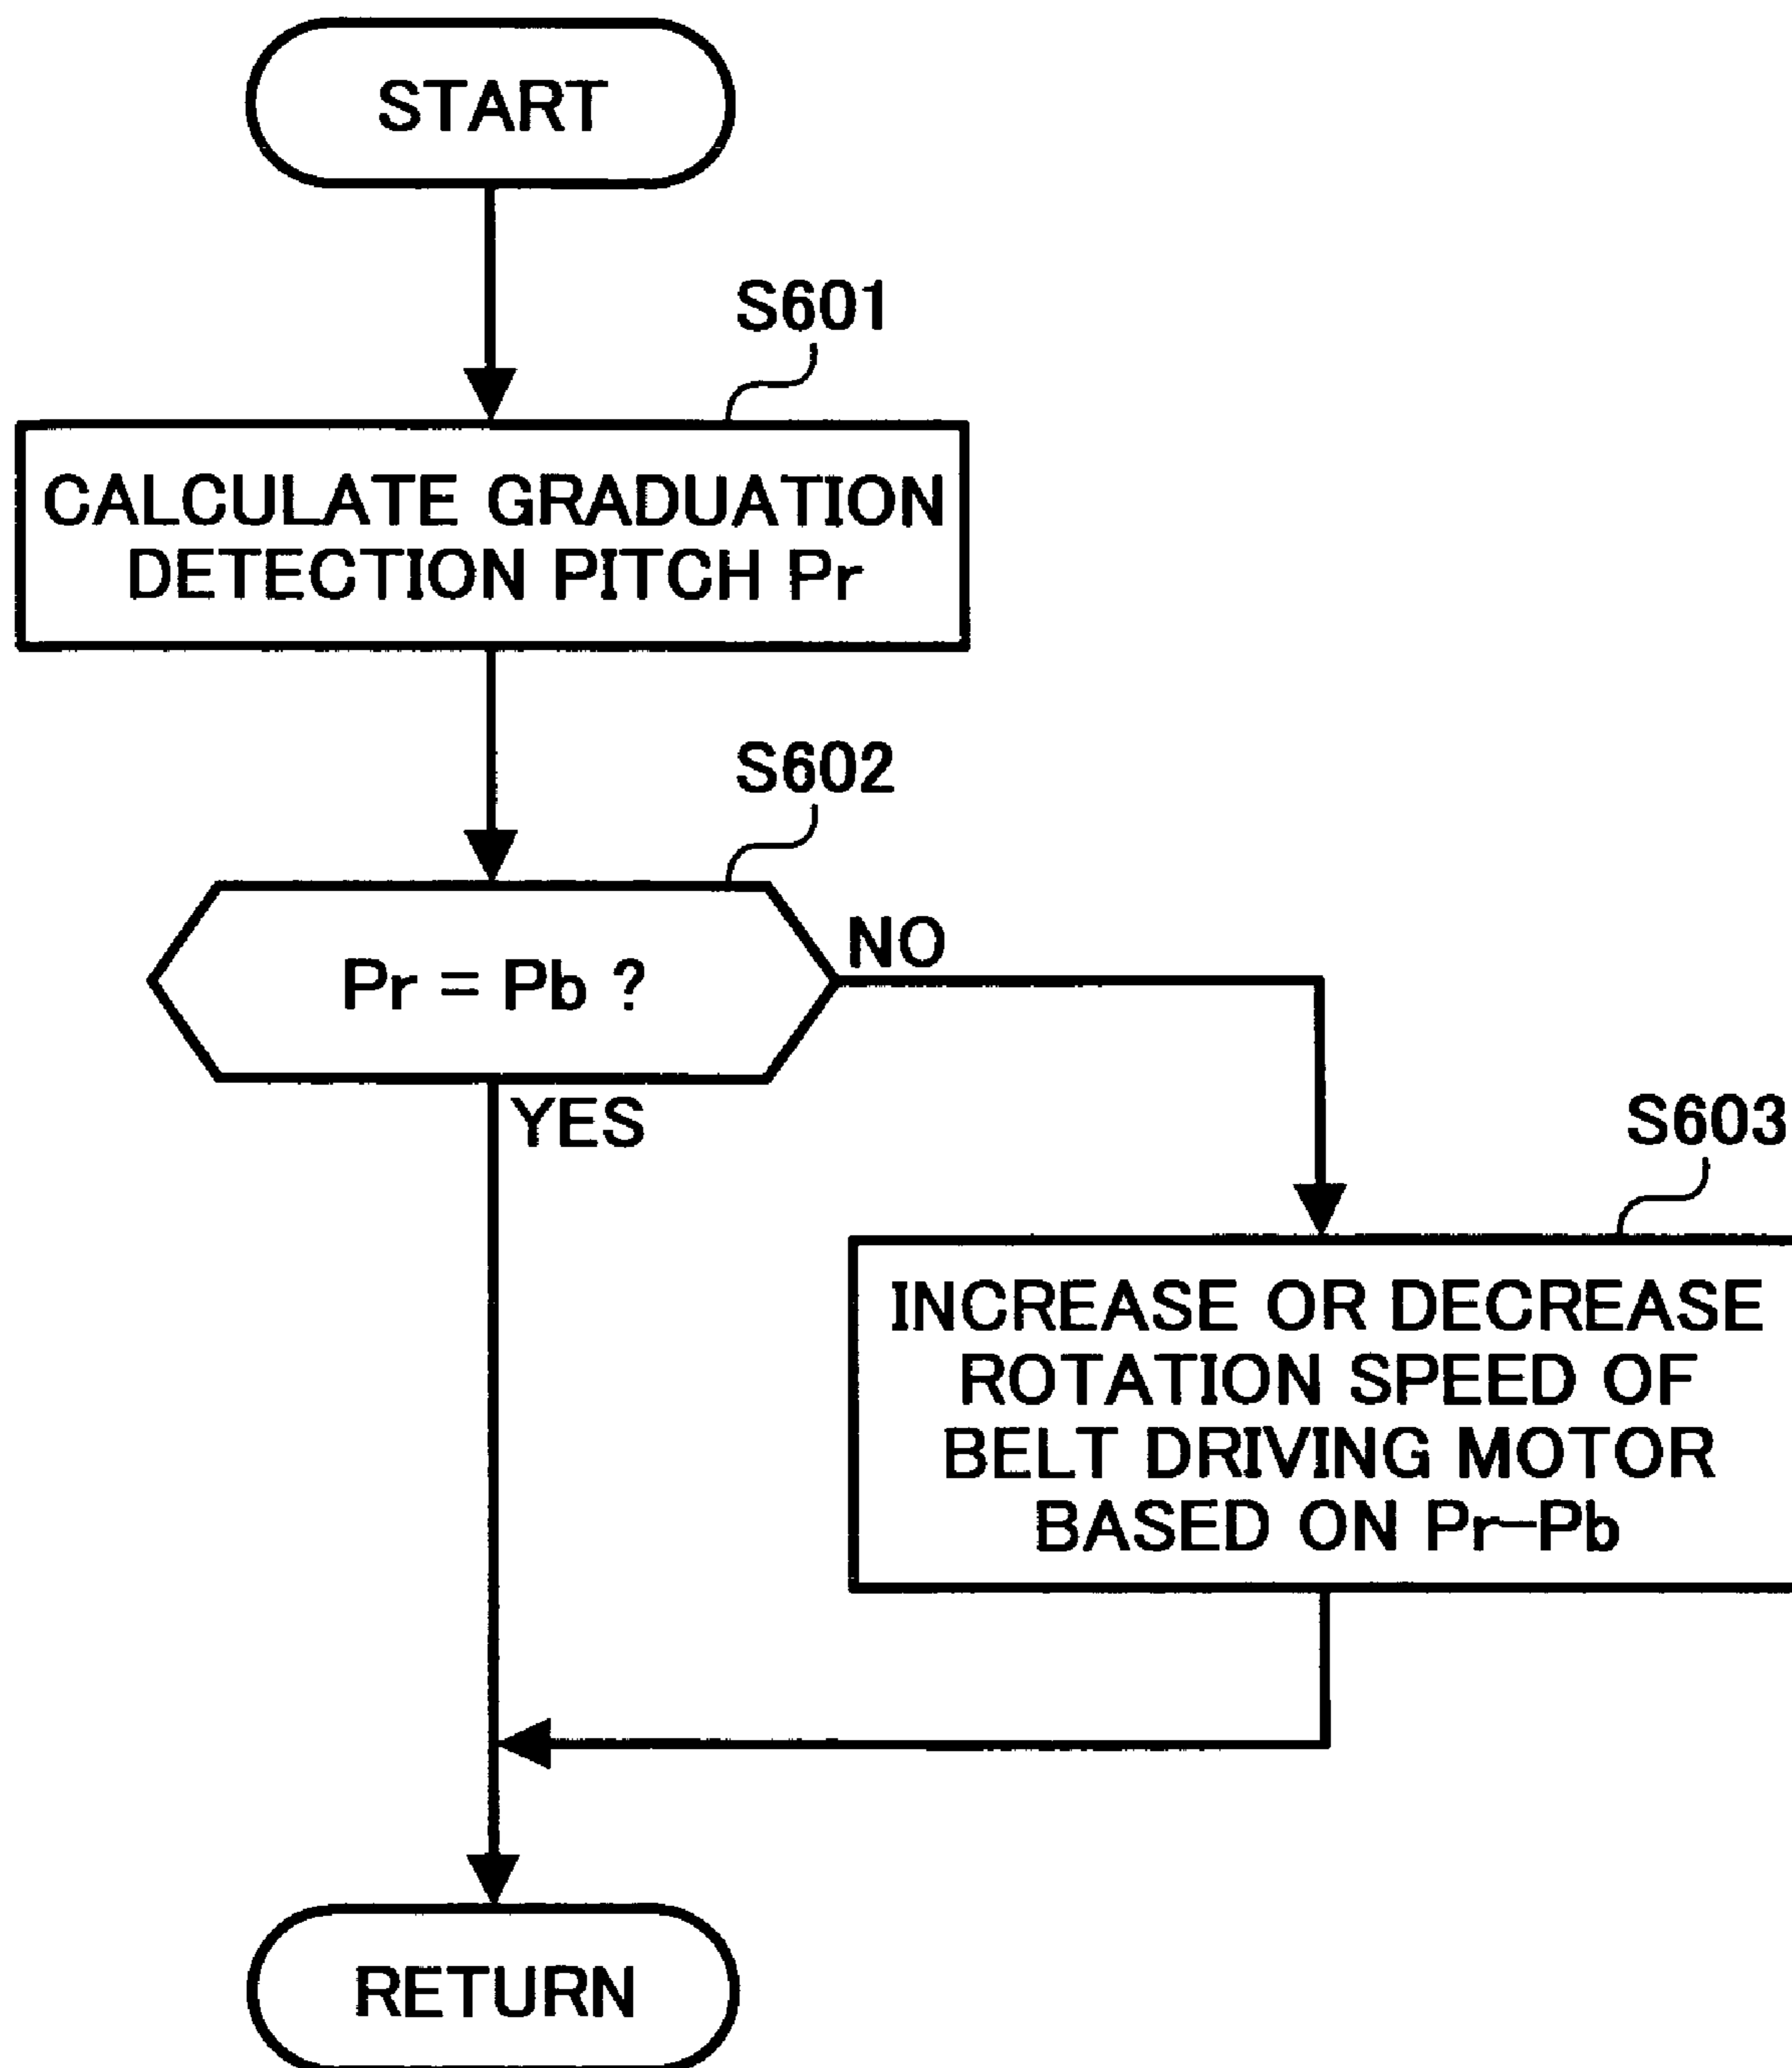 START
S601
CALCULATE GRADUATION
DETECTION PITCH Pr
S602
Pr = Pb ?
NO
YES
S603
INCREASE OR DECREASE
ROTATION SPEED OF
BELT DRIVING MOTOR
BASED ON Pr−Pb
RETURN